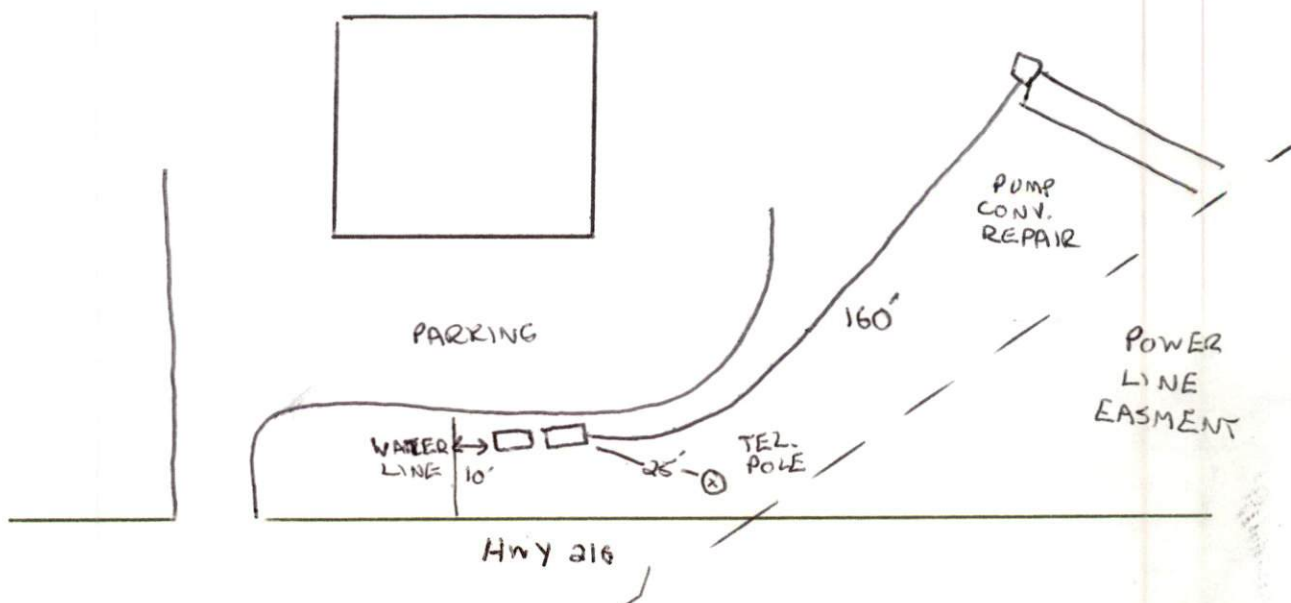 PUMP
CONV.
REPAIR
160'
PARKING
POWER
LINE
EASMENT
WATER
LINE
10'
25'
TEL.
POLE
X
Hwy 216